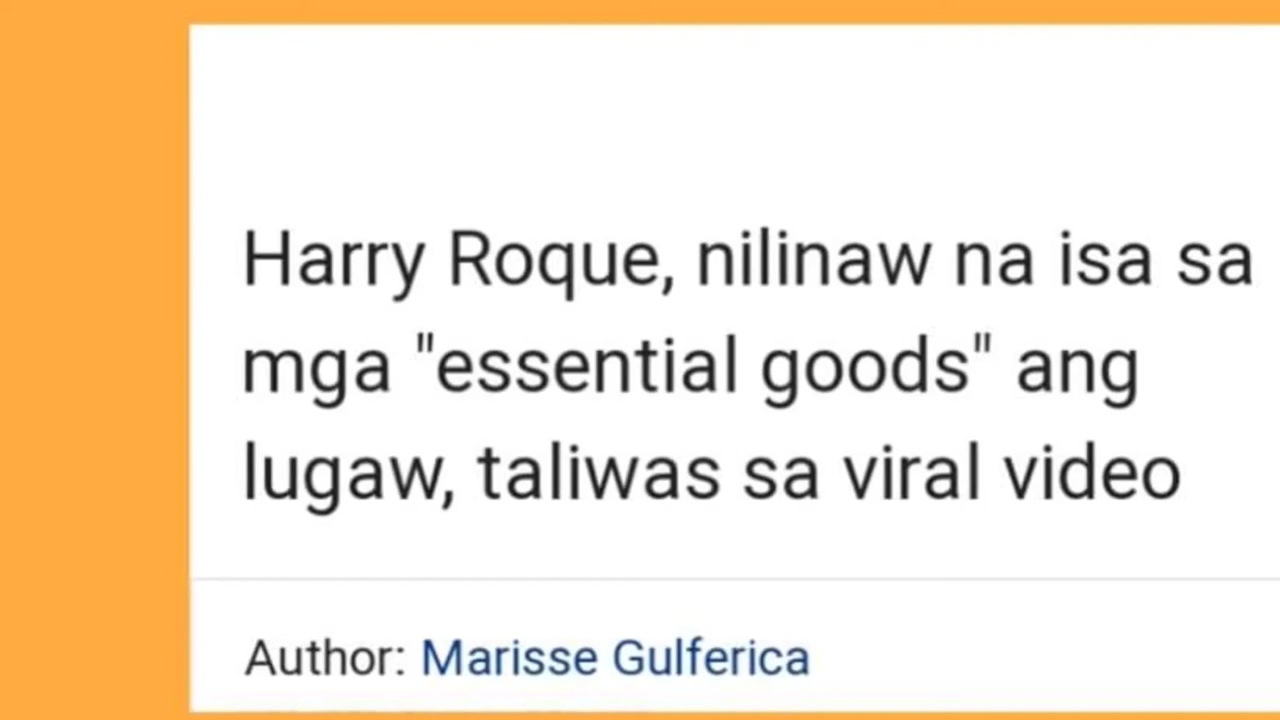 Harry Roque, nilinaw na isa sa
mga "essential goods" ang
lugaw, taliwas sa viral video
Author: Marisse Gulferica